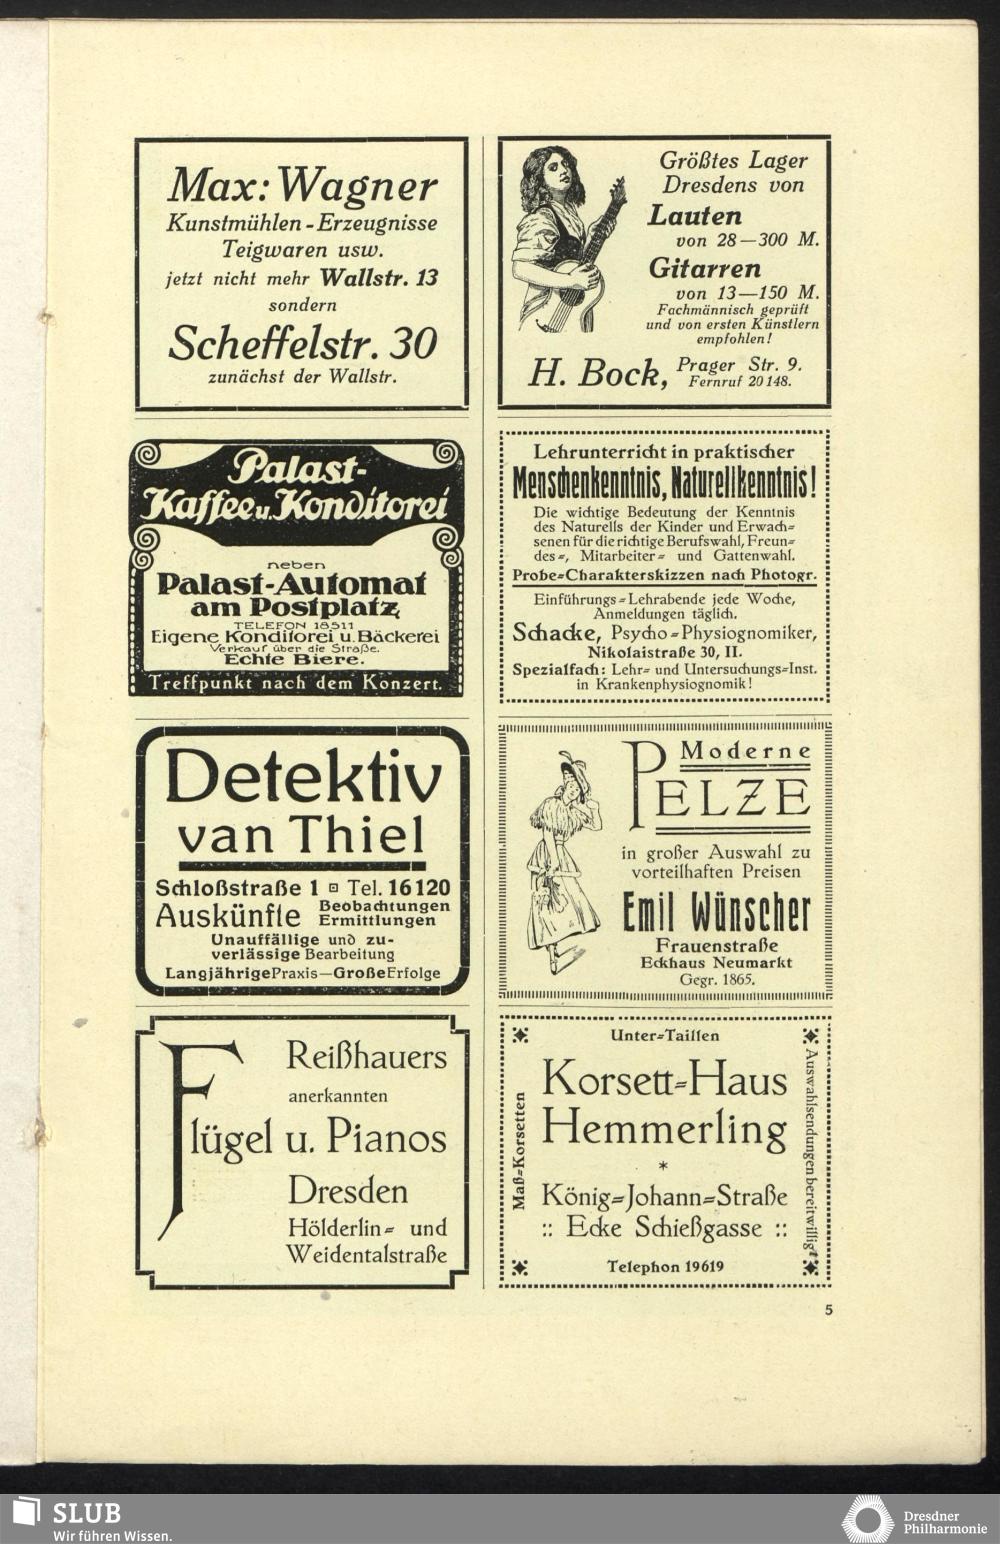 Max: Wagner
Kunstmühlen-Erzeugnisse
Teigwaren usw.
jetzt nicht mehr Wallstr. 13
sondern
Scheffelstr. 30
zunächst der Wallstr.
Größtes Lager
Dresdens von
Lauten
von 28—300 M.
Gitarren
von 13—150 M.
Fachmännisch geprüft
und von ersten Künstlern
empfohlen!
H. Bock, Prager Str. 9.
Fernruf 20148.
Palast-
Kaffee u. Konditorei
neben
Palast-Automat
am Postplatz
TELEFON 18511
Eigene Konditorei u. Bäckerei
Verkauf über die Straße.
Echte Biere.
Treffpunkt nach dem Konzert.
Lehrunterricht in praktischer
Menschenkenntnis, Naturellkenntnis!
Die wichtige Bedeutung der Kenntnis
des Naturells der Kinder und Erwach=
senen für die richtige Berufswahl, Freun=
des=, Mitarbeiter= und Gattenwahl.
Probe=Charakterskizzen nach Photogr.
Einführungs=Lehrabende jede Woche,
Anmeldungen täglich.
Schacke, Psycho=Physiognomiker,
Nikolaistraße 30, II.
Spezialfach: Lehr= und Untersuchungs=Inst.
in Krankenphysiognomik!
Detektiv
van Thiel
Schloßstraße 1 ▫ Tel. 16120
Auskünfte Beobachtungen
Ermittlungen
Unauffällige und zu-
verlässige Bearbeitung
Langjährige Praxis—Große Erfolge
Moderne
PELZE
in großer Auswahl zu
vorteilhaften Preisen
Emil Wünscher
Frauenstraße
Eckhaus Neumarkt
Gegr. 1865.
Reißhauers
anerkannten
Flügel u. Pianos
Dresden
Hölderlin= und
Weidentalstraße
Unter=Taillen
Maß=Korsetten
Korsett=Haus
Hemmerling
*
König=Johann=Straße
:: Ecke Schießgasse ::
Telephon 19619
Auswahlsendungen bereitwilligst
5
SLUB
Wir führen Wissen.
Dresdner
Philharmonie